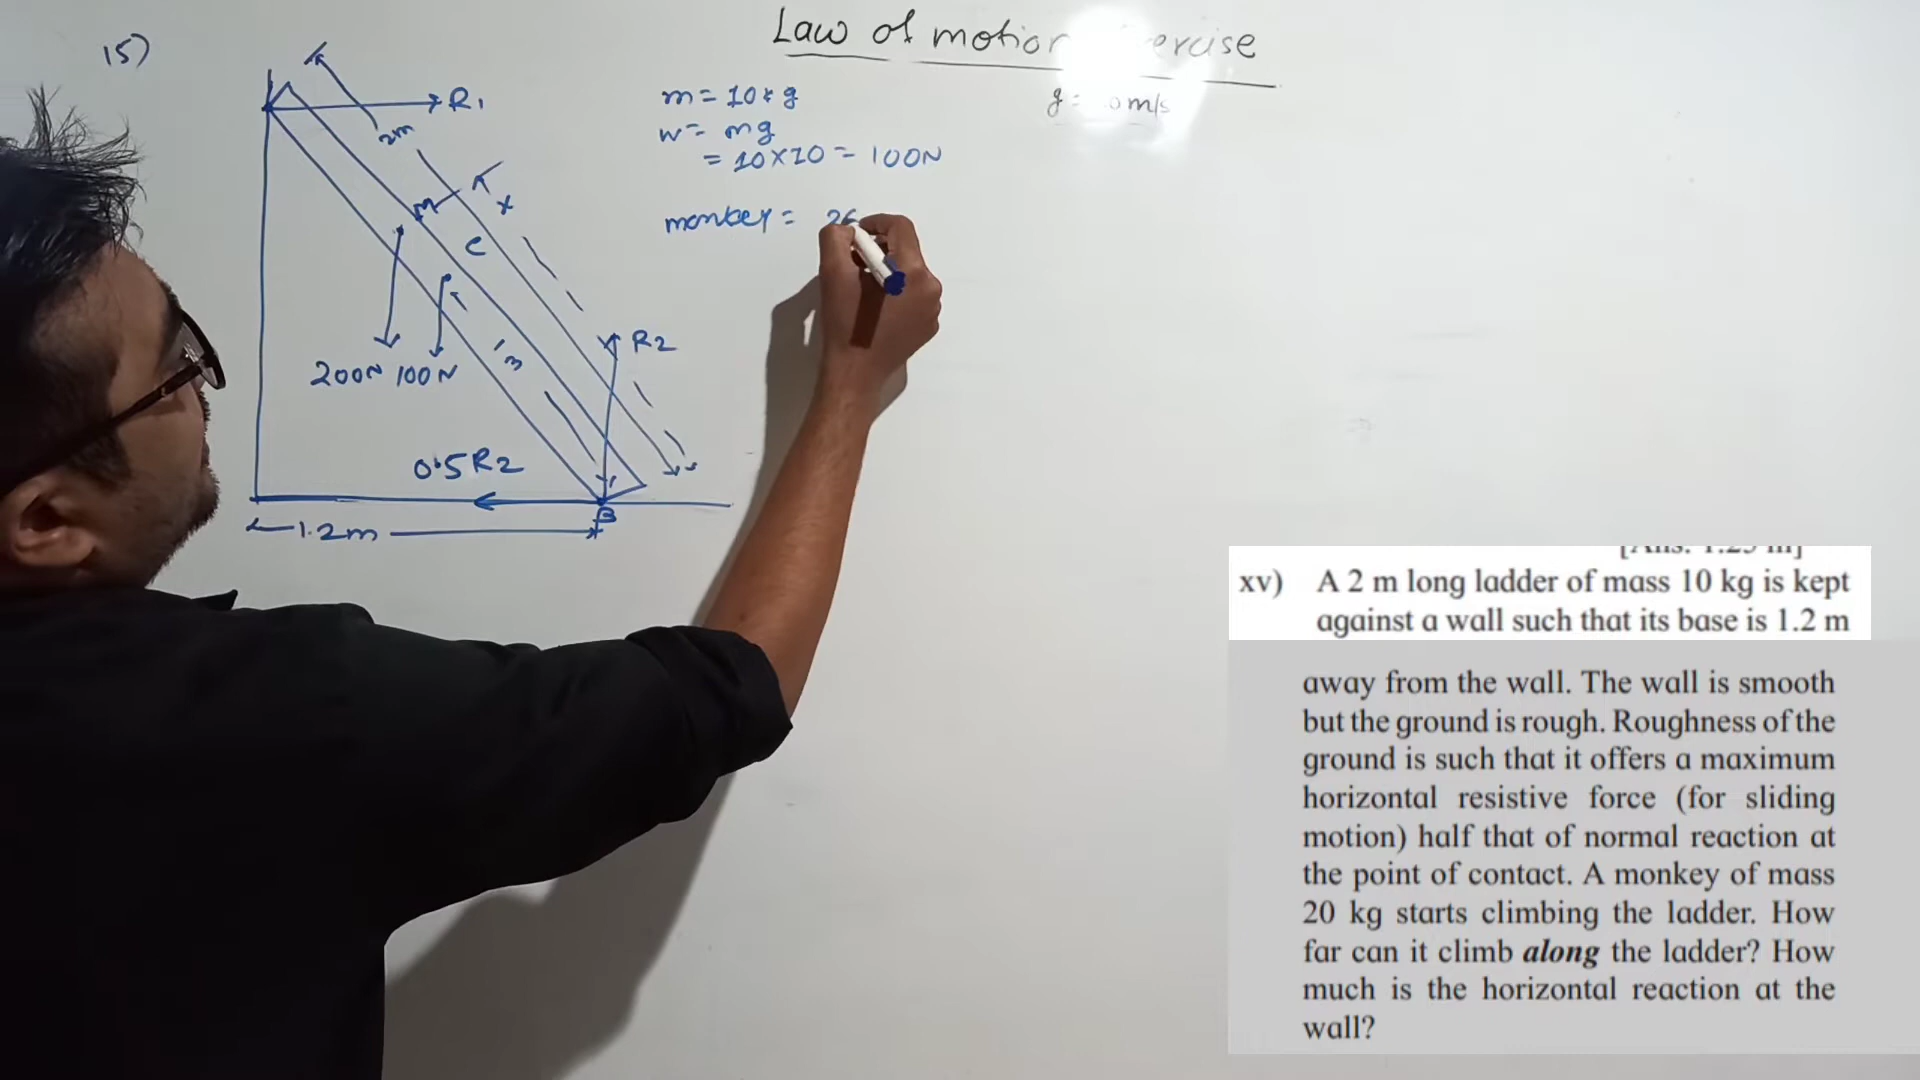 15)
Law of motion
m = 10 kg
w = mg
= 10×10 = 100N
monkey =
R1
2m
M
x
C
R2
1m
200N 100N
0.5R2
B
1.2m
xv) A 2 m long ladder of mass 10 kg is kept
against a wall such that its base is 1.2 m
away from the wall. The wall is smooth
but the ground is rough. Roughness of the
ground is such that it offers a maximum
horizontal resistive force (for sliding
motion) half that of normal reaction at
the point of contact. A monkey of mass
20 kg starts climbing the ladder. How
far can it climb along the ladder? How
much is the horizontal reaction at the
wall?